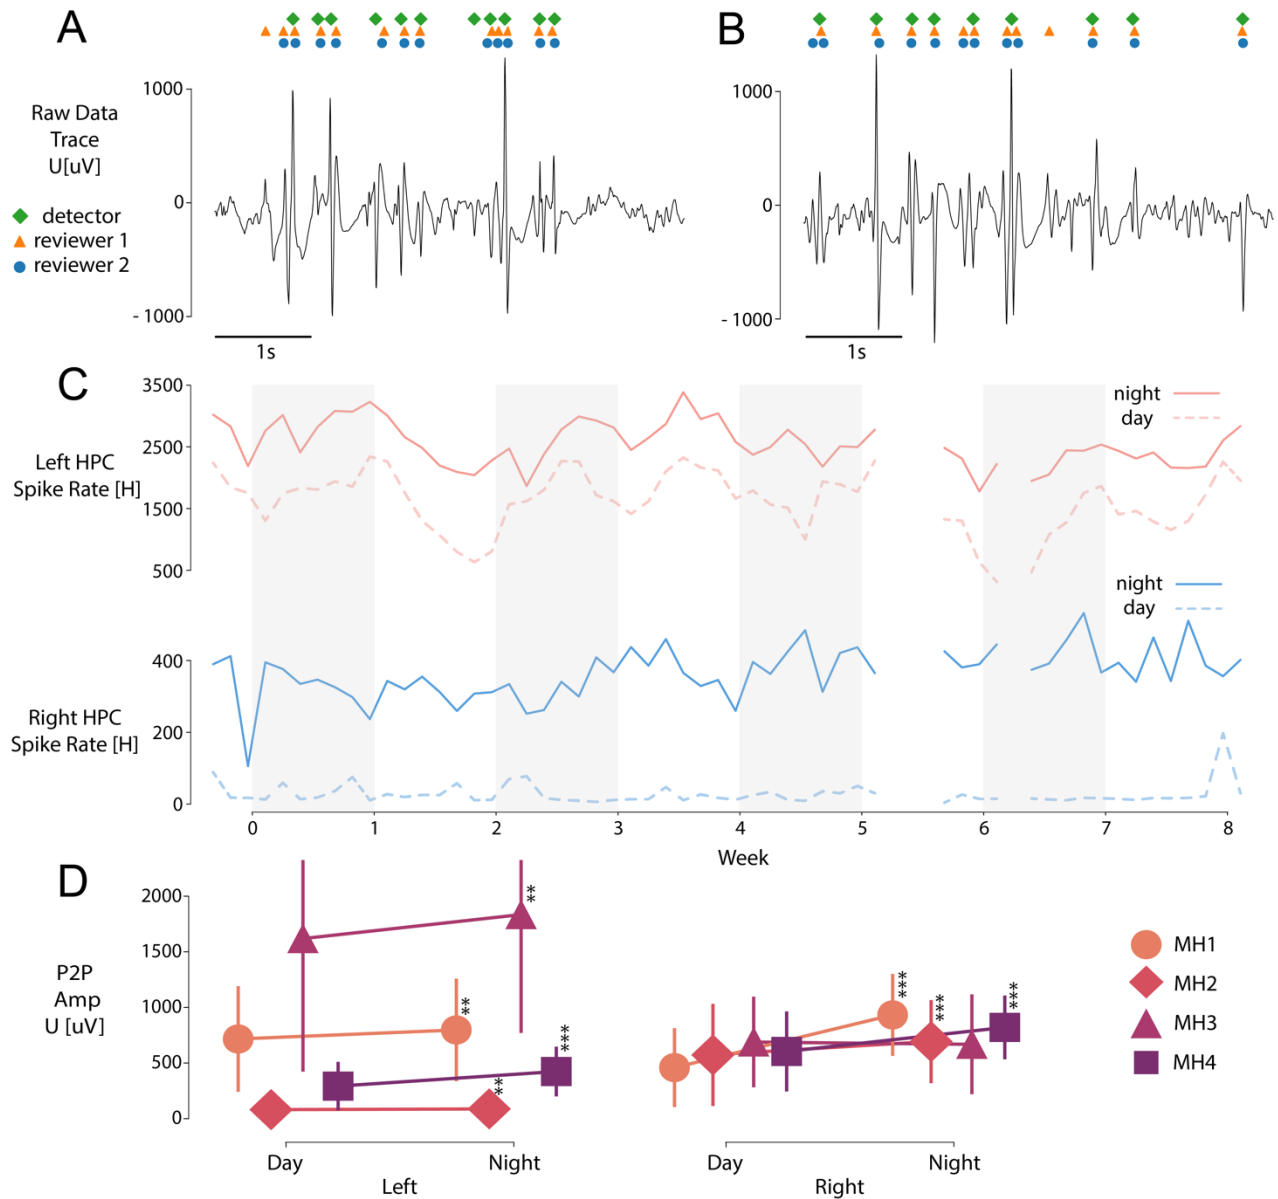 A
B
1000
0
- 1000
Raw Data
Trace
U[uV]
detector
reviewer 1
reviewer 2
1s
1000
0
- 1000
1s
C
3500
2500
1500
500
Left HPC
Spike Rate [H]
night
day
night
day
400
200
0
Right HPC
Spike Rate [H]
0 1 2 3 4 5 6 7 8
Week
D
2000
1500
1000
500
0
P2P
Amp
U [uV]
**
**
***
**
***
***
***
MH1
MH2
MH3
MH4
Day Night Day Night
Left Right